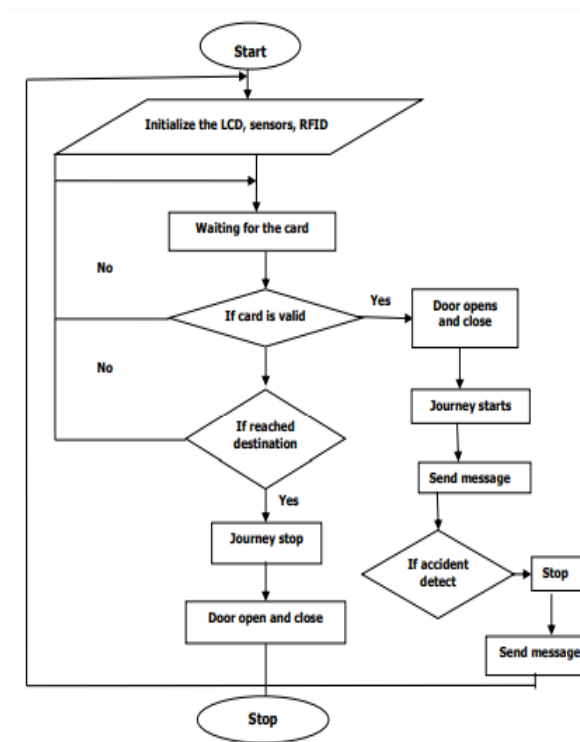 Start
Initialize the LCD, sensors, RFID
Waiting for the card
No
If card is valid
Yes
Door opens
and close
No
Journey starts
If reached
destination
Send message
Yes
Journey stop
If accident
detect
Stop
Door open and close
Send message
Stop